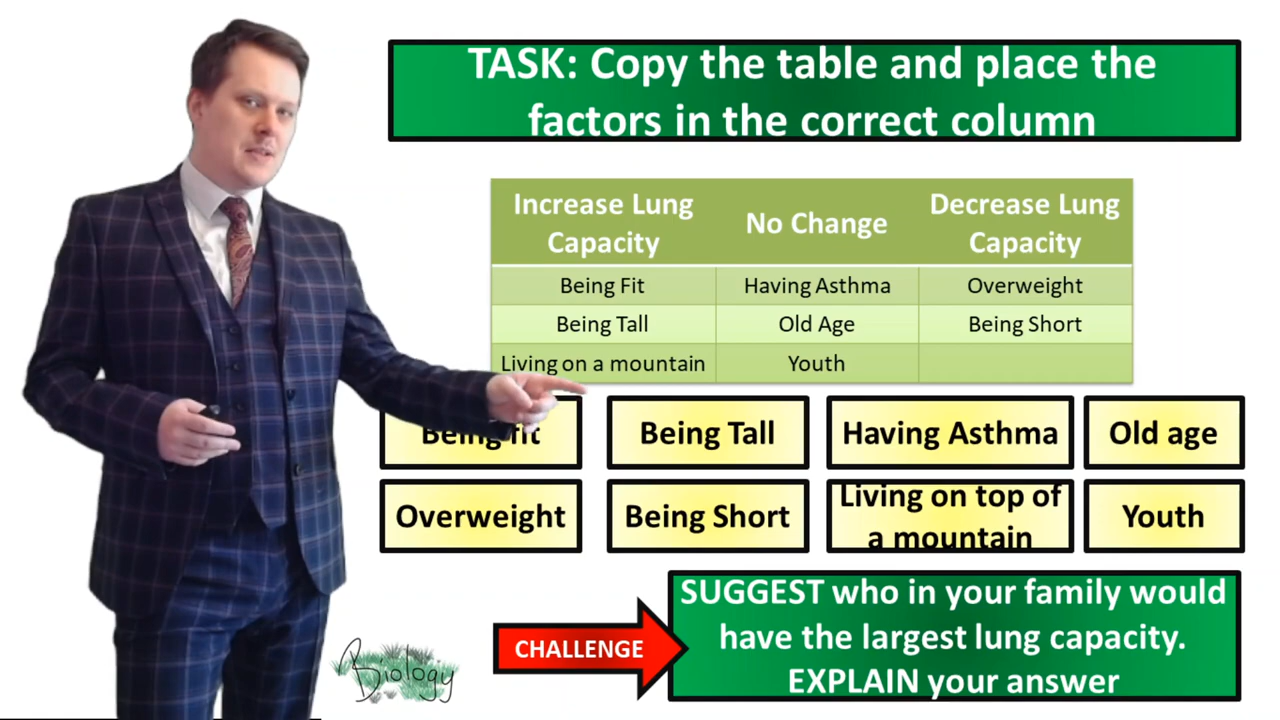 TASK: Copy the table and place the
factors in the correct column
Increase Lung
Capacity
No Change
Decrease Lung
Capacity
Being Fit
Having Asthma
Overweight
Being Tall
Old Age
Being Short
Living on a mountain
Youth
Being fit
Being Tall
Having Asthma
Old age
Overweight
Being Short
Living on top of
a mountain
Youth
CHALLENGE
SUGGEST who in your family would
have the largest lung capacity.
EXPLAIN your answer
Biology